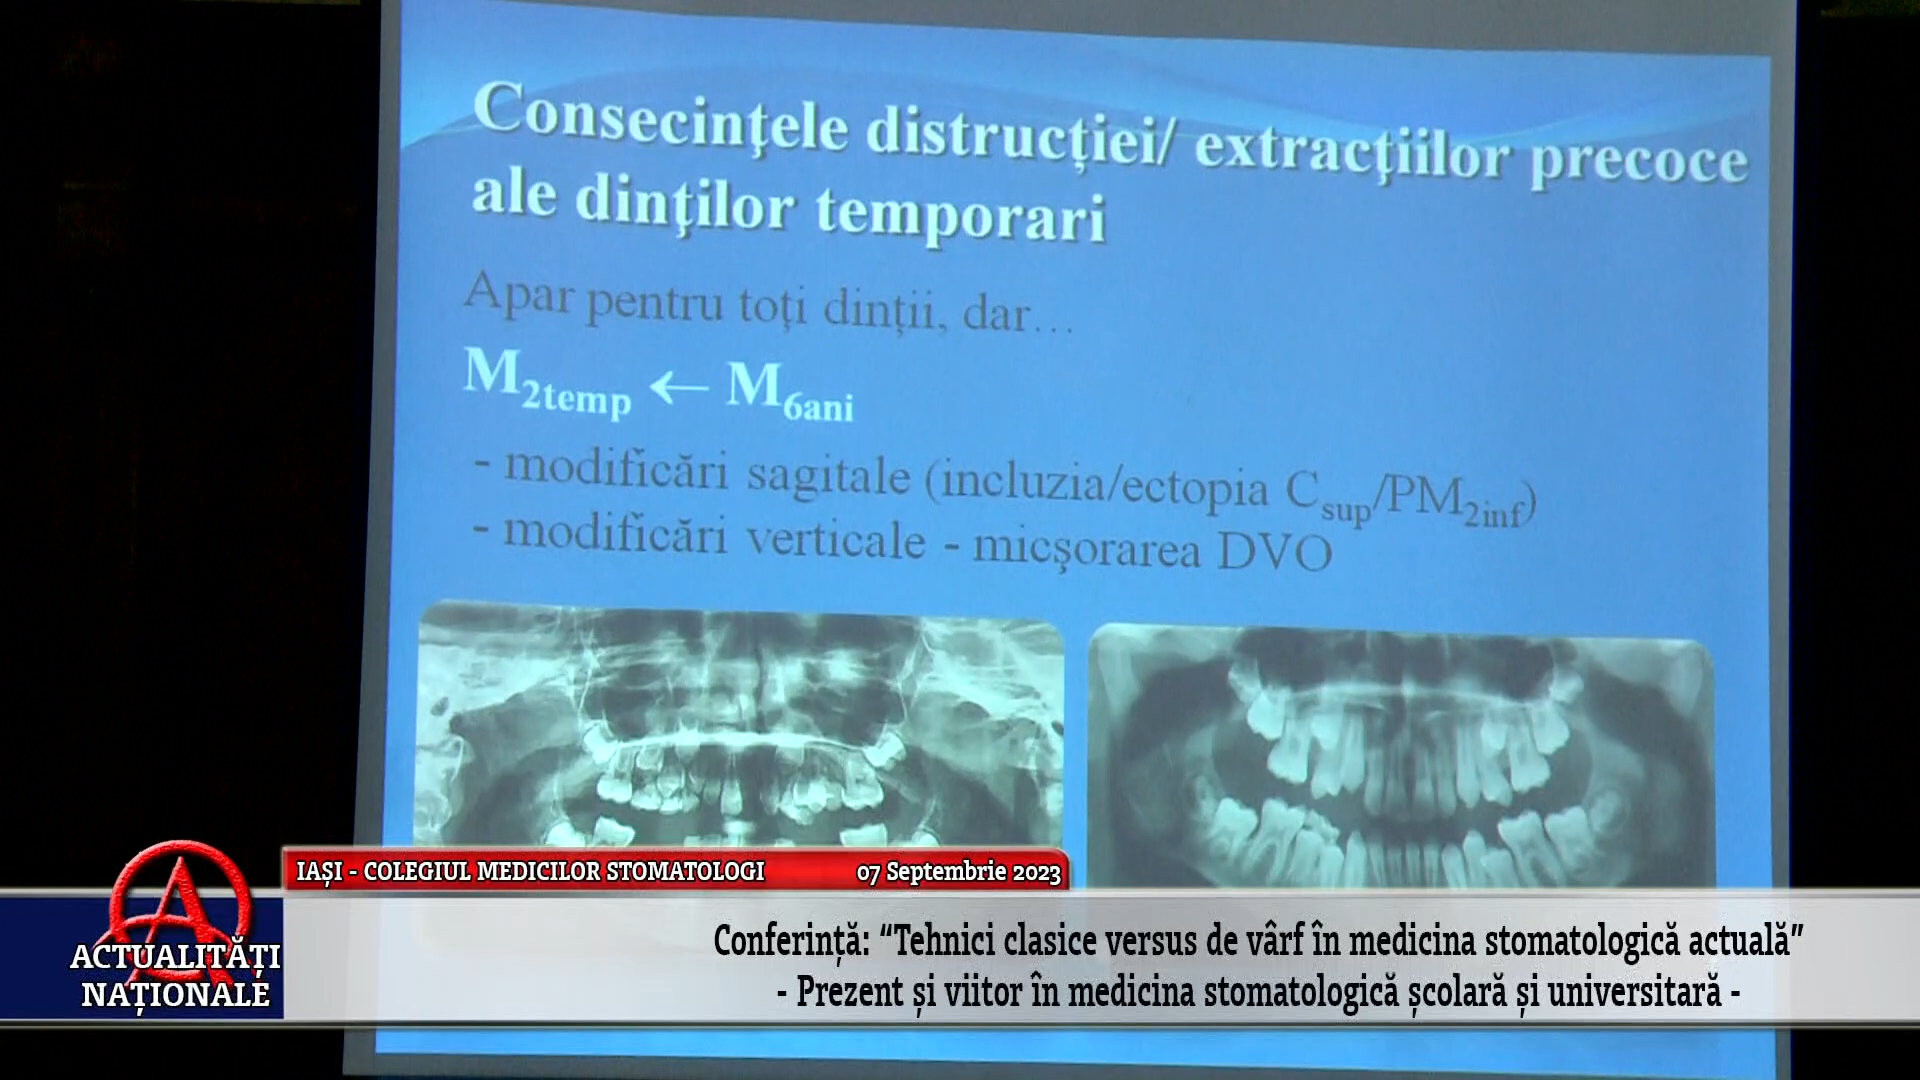 Consecinţele distrucției/ extracţiilor precoce
ale dinţilor temporari
Apar pentru toţi dinţii, dar…
M2temp ← M6ani
- modificări sagitale (incluzia/ectopia Csup/PM2inf)
- modificări verticale - micşorarea DVO
IAȘI - COLEGIUL MEDICILOR STOMATOLOGI 07 Septembrie 2023
ACTUALITĂȚI
NAȚIONALE
Conferință: “Tehnici clasice versus de vârf în medicina stomatologică actuală”
- Prezent și viitor în medicina stomatologică școlară și universitară -